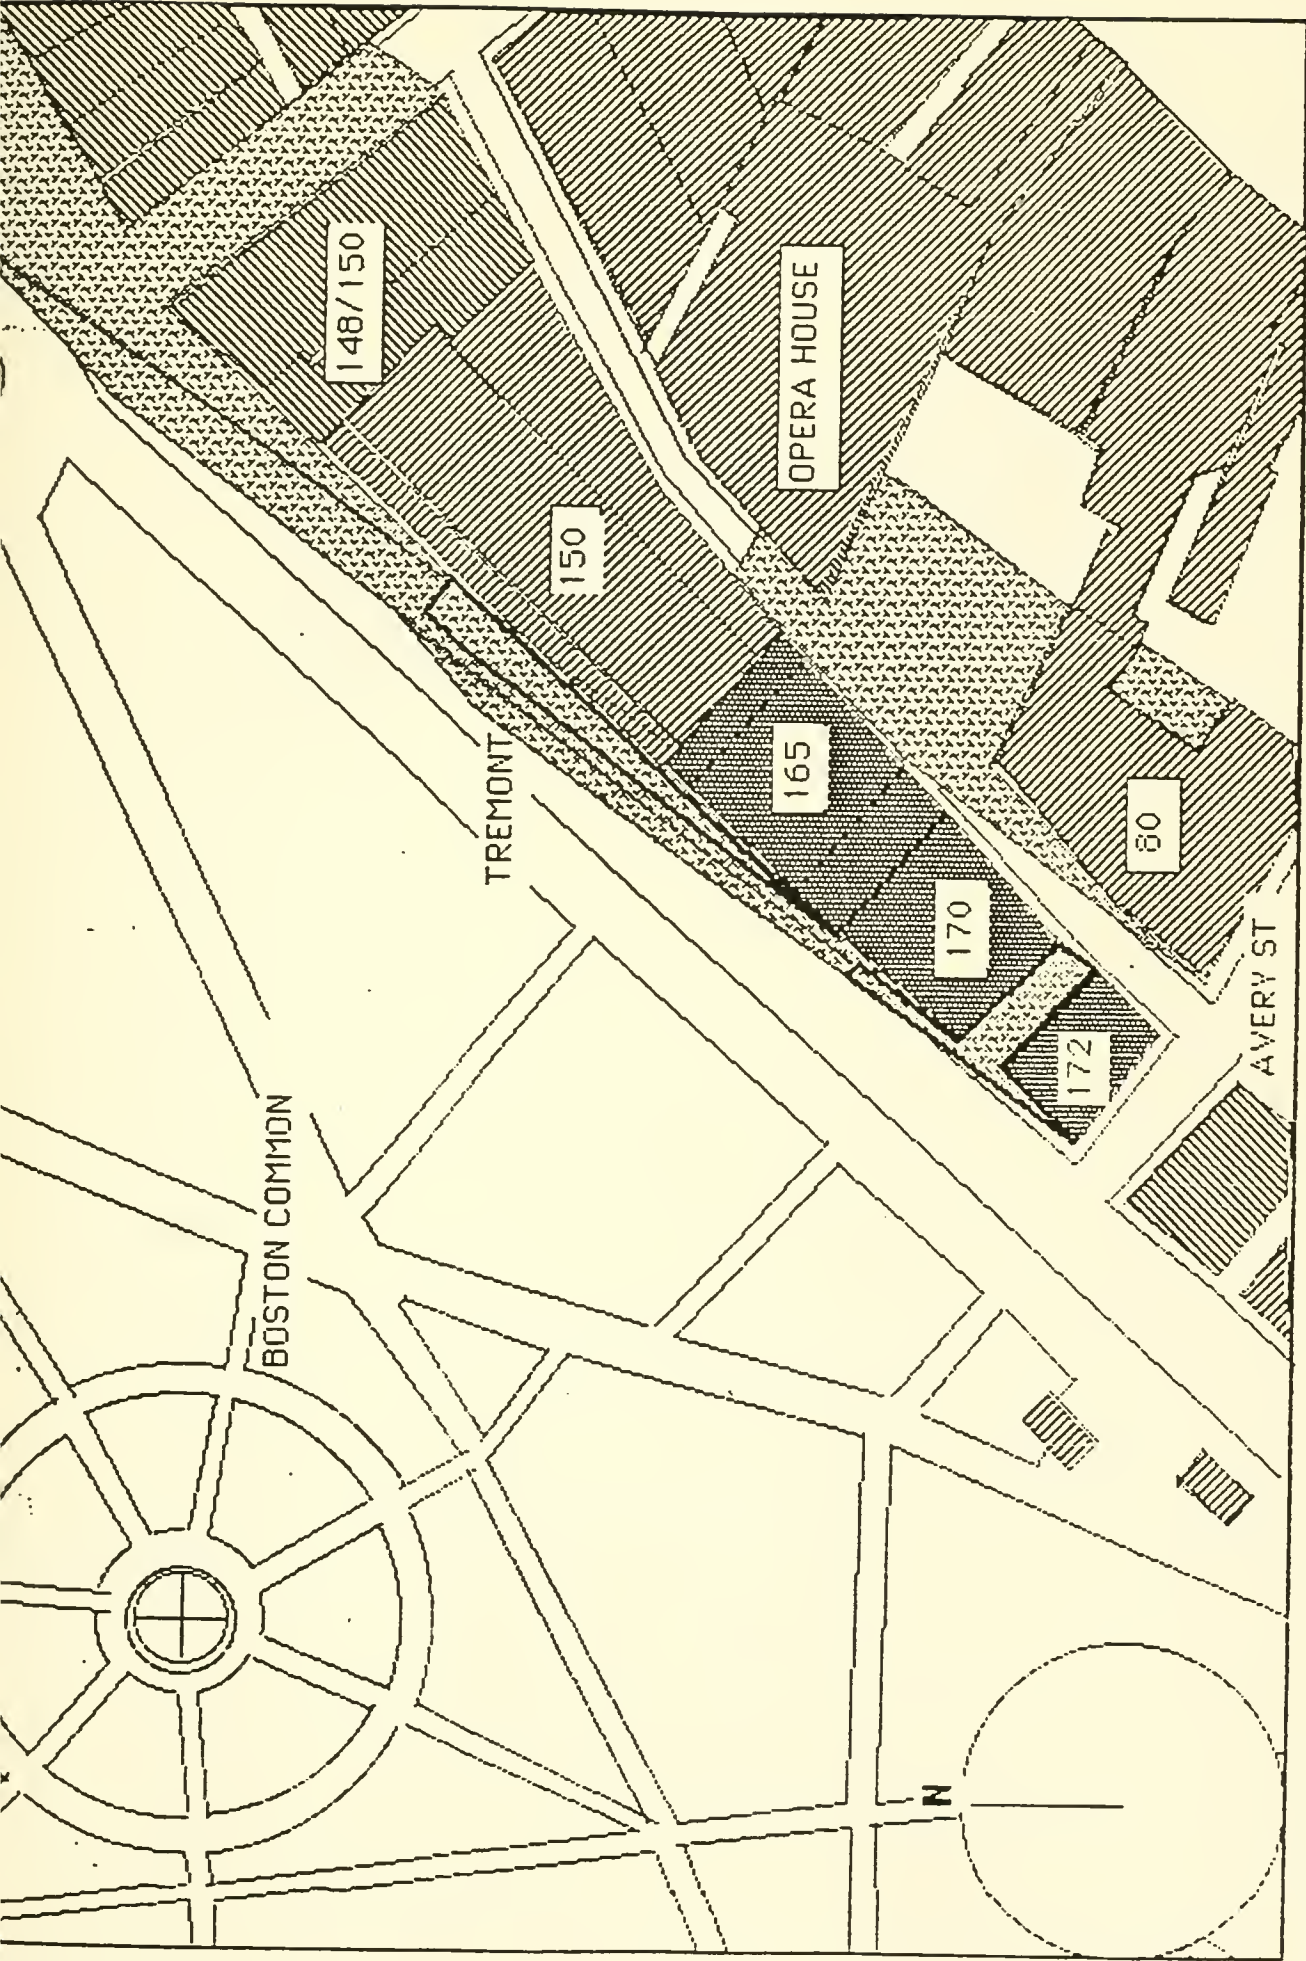 BOSTON COMMON
TREMONT
148/150
150
OPERA HOUSE
165
170
172
80
AVERY ST
N